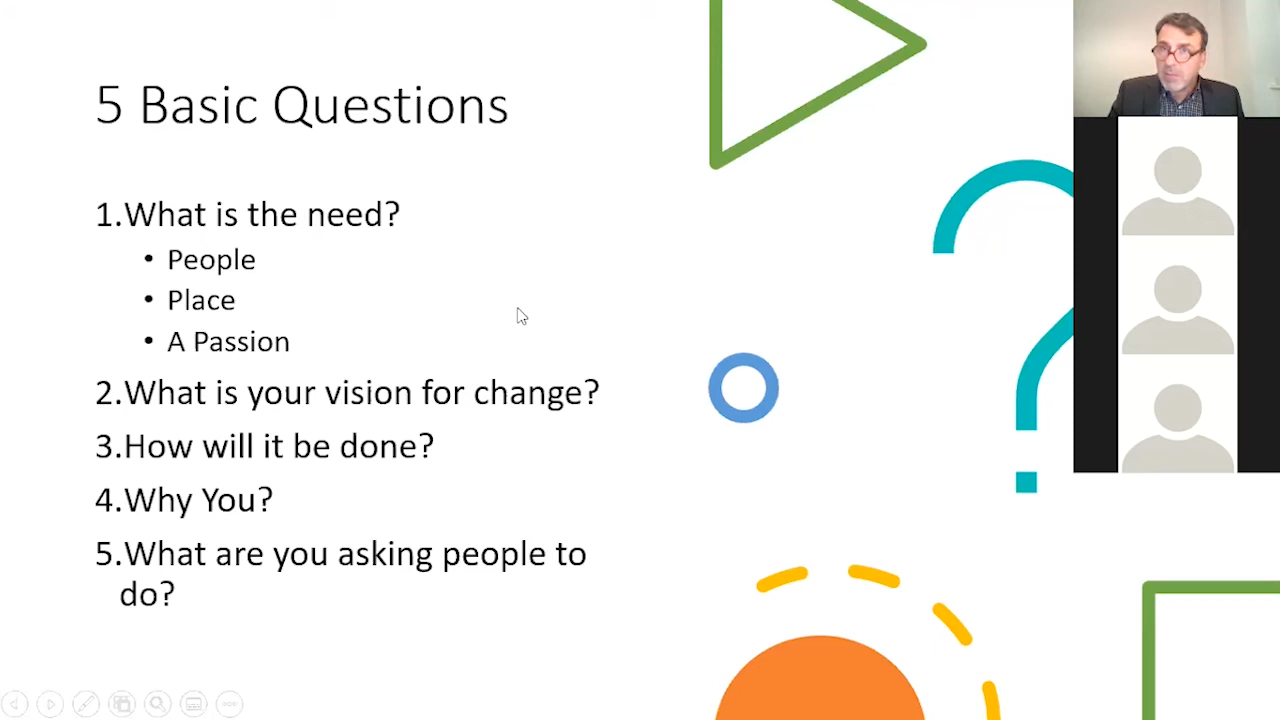 5 Basic Questions
1.What is the need?
• People
• Place
• A Passion
2.What is your vision for change?
3.How will it be done?
4.Why You?
5.What are you asking people to
do?